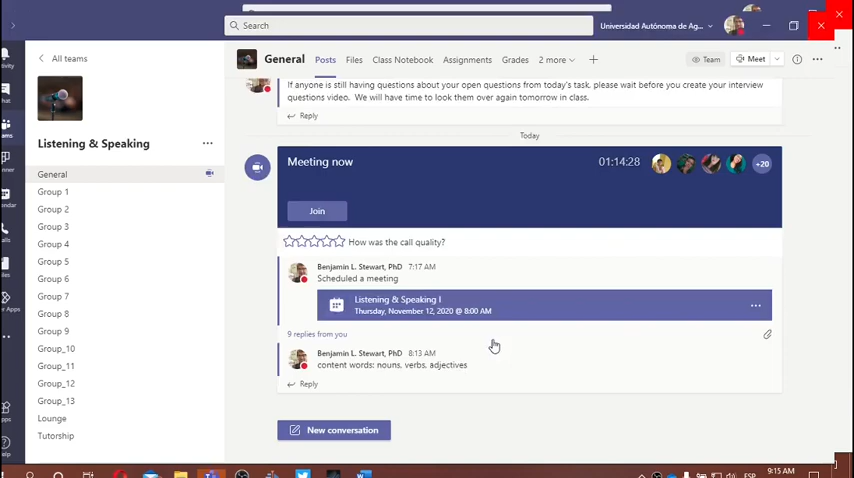 Search
Universidad Autónoma de Ag...
All teams
General
Posts
Files
Class Notebook
Assignments
Grades
2 more
Team
Meet
If anyone is still having questions about your open questions from today's task, please wait before you create your interview
questions video. We will have time to look them over again tomorrow in class.
Reply
Today
Listening & Speaking
General
Group 1
Group 2
Group 3
Group 4
Group 5
Group 6
Group 7
Group 8
Group 9
Group_10
Group_11
Group_12
Group_13
Lounge
Tutorship
Meeting now
01:14:28
+20
Join
How was the call quality?
Benjamin L. Stewart, PhD 7:17 AM
Scheduled a meeting
Listening & Speaking I
Thursday, November 12, 2020 @ 8:00 AM
9 replies from you
Benjamin L. Stewart, PhD 8:13 AM
content words: nouns, verbs, adjectives
Reply
New conversation
ESP
9:15 AM